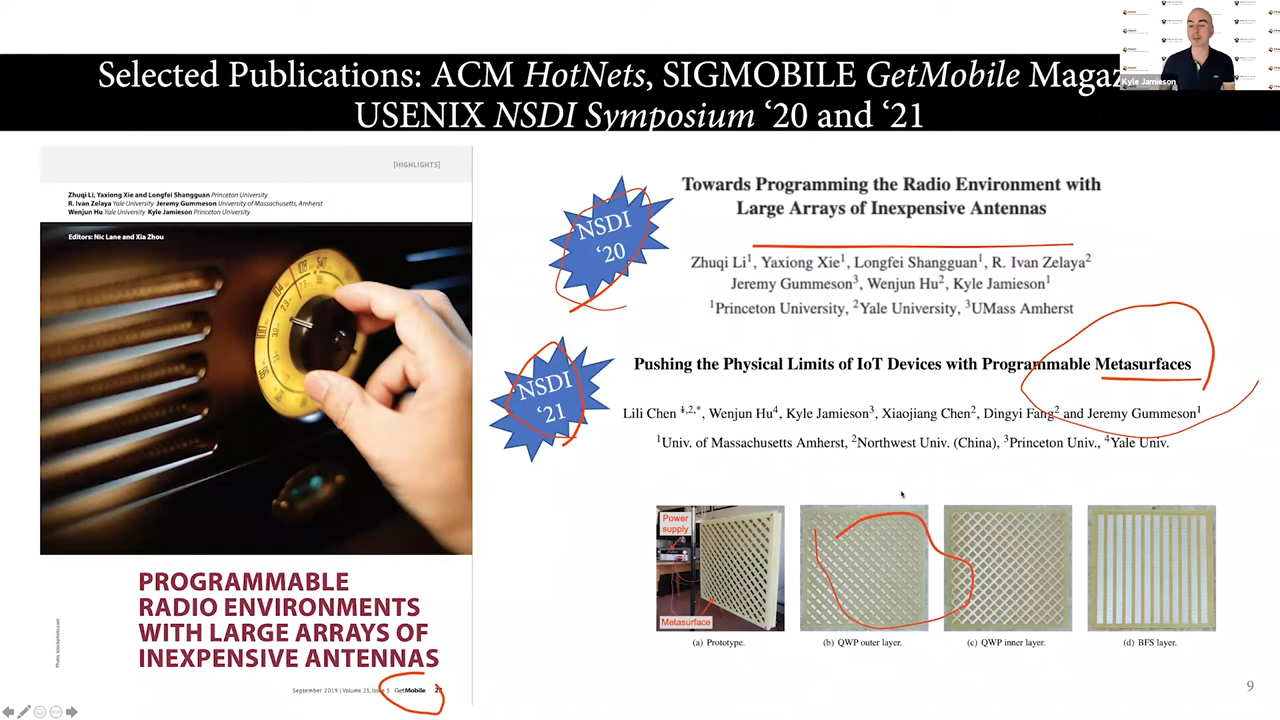 Kyle Jamieson
Selected Publications: ACM HotNets, SIGMOBILE GetMobile Magaz
USENIX NSDI Symposium ‘20 and ‘21
[HIGHLIGHTS]
Zhuqi Li, Yaxiong Xie and Longfei Shangguan Princeton University
R. Ivan Zelaya Yale University Jeremy Gummeson University of Massachusetts, Amherst
Wenjun Hu Yale University Kyle Jamieson Princeton University
Editors: Nic Lane and Xia Zhou
PROGRAMMABLE
RADIO ENVIRONMENTS
WITH LARGE ARRAYS OF
INEXPENSIVE ANTENNAS
September 2019 | Volume 23, Issue 3 GetMobile
NSDI
‘20
Towards Programming the Radio Environment with
Large Arrays of Inexpensive Antennas
Zhuqi Li¹, Yaxiong Xie¹, Longfei Shangguan¹, R. Ivan Zelaya²
Jeremy Gummeson³, Wenjun Hu², Kyle Jamieson¹
¹Princeton University, ²Yale University, ³UMass Amherst
NSDI
‘21
Pushing the Physical Limits of IoT Devices with Programmable Metasurfaces
Lili Chen ¹,²,*, Wenjun Hu⁴, Kyle Jamieson³, Xiaojiang Chen², Dingyi Fang² and Jeremy Gummeson¹
¹Univ. of Massachusetts Amherst, ²Northwest Univ. (China), ³Princeton Univ., ⁴Yale Univ.
Power
supply
Metasurface
(a) Prototype.
(b) QWP outer layer.
(c) QWP inner layer.
(d) BFS layer.
9